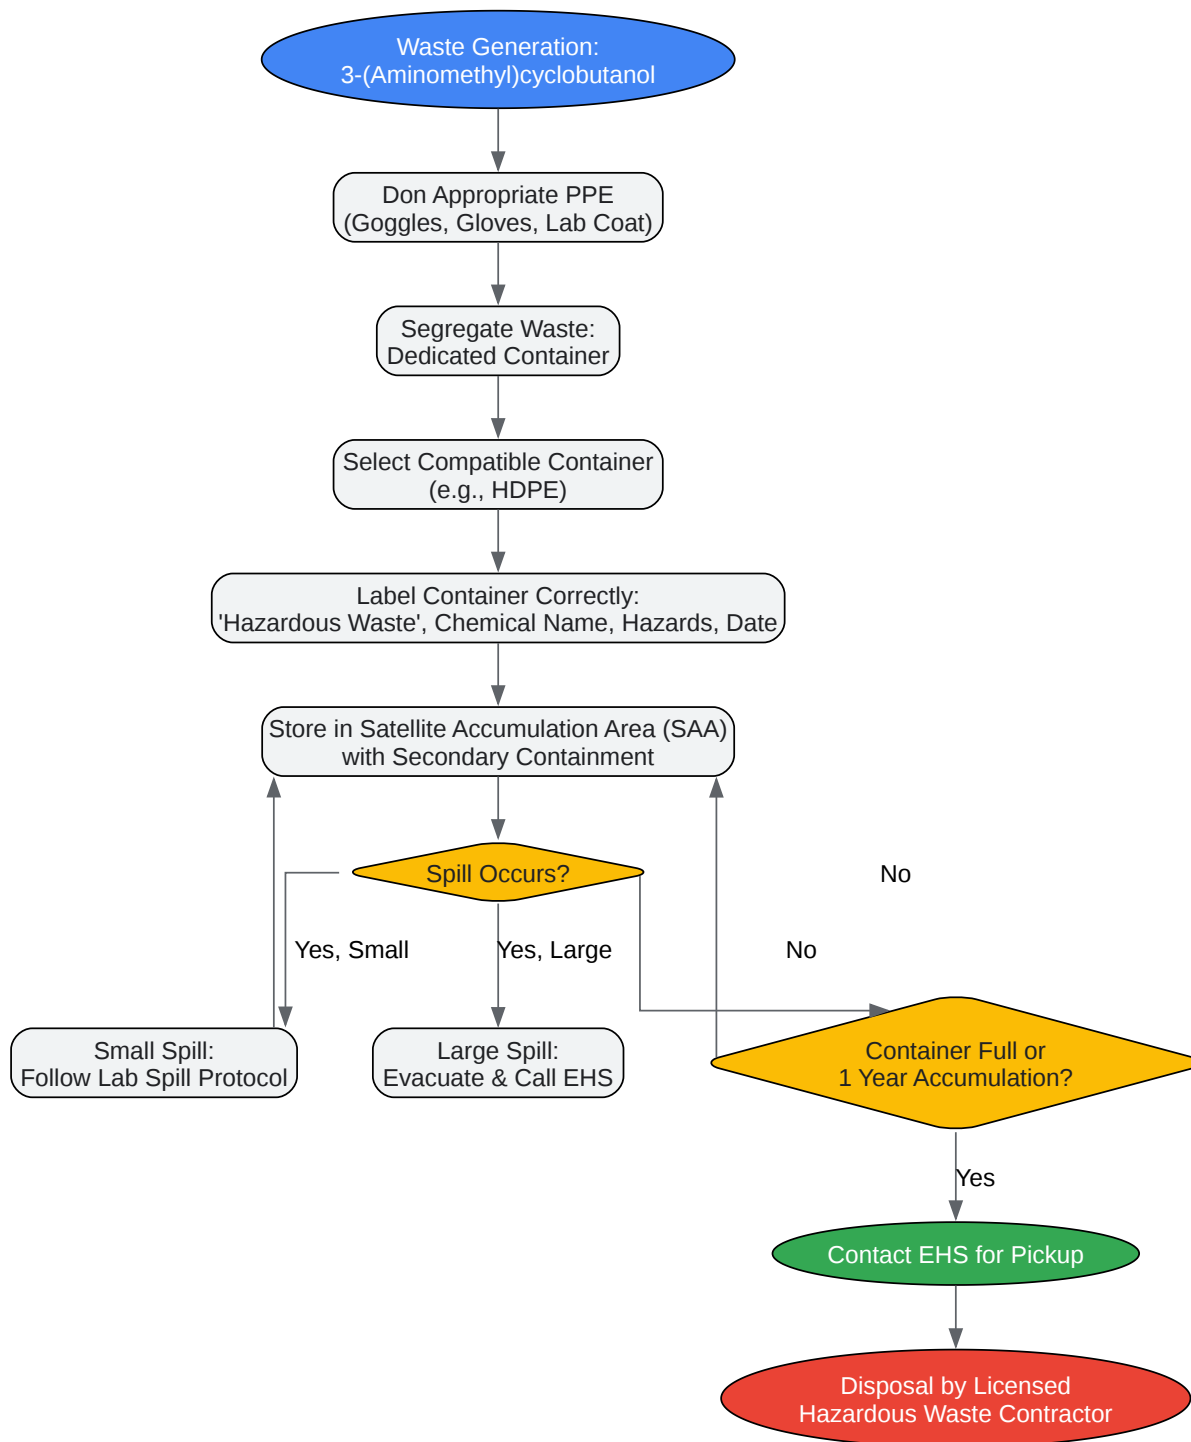 Waste Generation:
3-(Aminomethyl)cyclobutanol
Don Appropriate PPE
(Goggles, Gloves, Lab Coat)
Segregate Waste:
Dedicated Container
Select Compatible Container
(e.g., HDPE)
Label Container Correctly:
'Hazardous Waste', Chemical Name, Hazards, Date
Store in Satellite Accumulation Area (SAA)
with Secondary Containment
Spill Occurs?
No
Yes, Small
Yes, Large
No
Small Spill:
Follow Lab Spill Protocol
Large Spill:
Evacuate & Call EHS
Container Full or
1 Year Accumulation?
Yes
Contact EHS for Pickup
Disposal by Licensed
Hazardous Waste Contractor